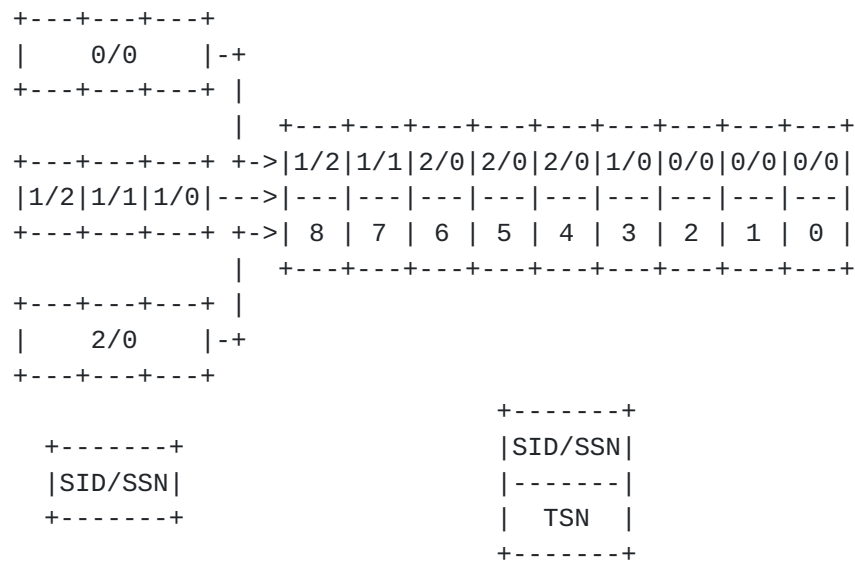 +---+---+---+
|    0/0    |-+
+---+---+---+ |
              |  +---+---+---+---+---+---+---+---+---+
+---+---+---+ +->|1/2|1/1|2/0|2/0|2/0|1/0|0/0|0/0|0/0|
|1/2|1/1|1/0|--->|---|---|---|---|---|---|---|---|---|
+---+---+---+ +->| 8 | 7 | 6 | 5 | 4 | 3 | 2 | 1 | 0 |
              |  +---+---+---+---+---+---+---+---+---+
+---+---+---+ |
|    2/0    |-+
+---+---+---+
                               +-------+
  +-------+                    |SID/SSN|
  |SID/SSN|                    |-------|
  +-------+                    |  TSN  |
                               +-------+